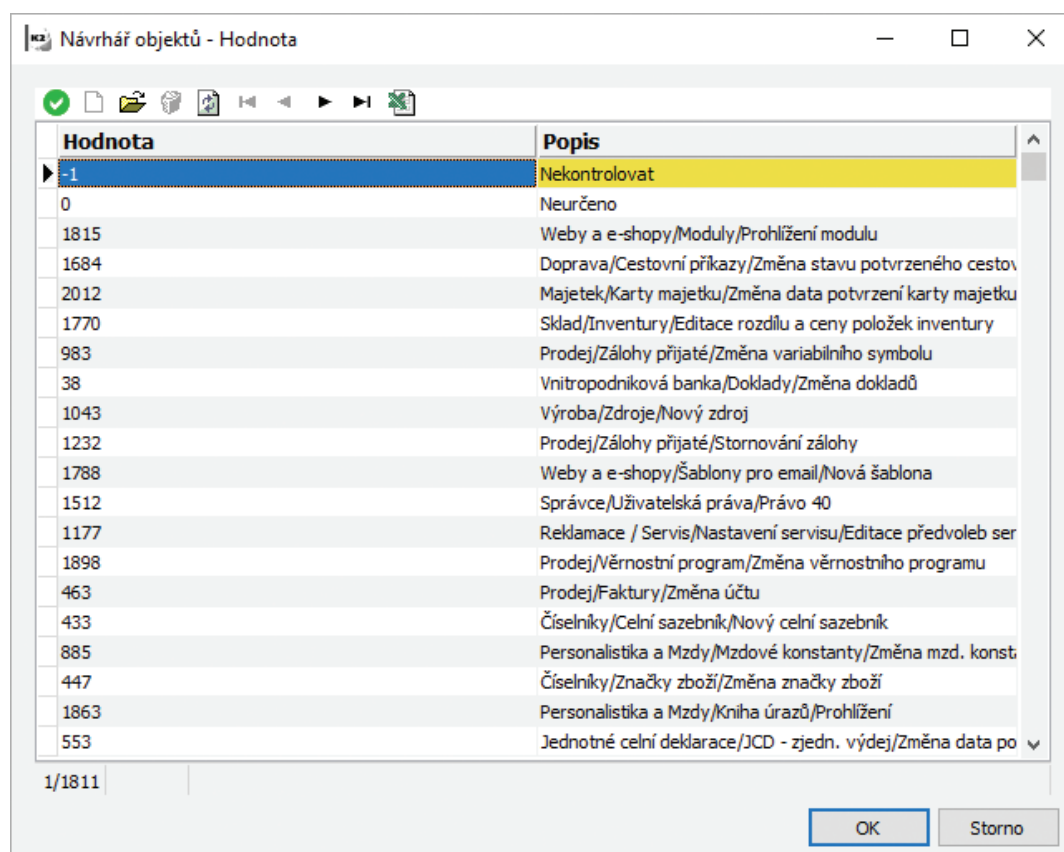 K2 Návrhář objektů - Hodnota
Hodnota Popis
-1 Nekontrolovat
0 Neurčeno
1815 Weby a e-shopy/Moduly/Prohlížení modulu
1684 Doprava/Cestovní příkazy/Změna stavu potvrzeného cestov
2012 Majetek/Karty majetku/Změna data potvrzení karty majetku
1770 Sklad/Inventury/Editace rozdílu a ceny položek inventury
983 Prodej/Zálohy přijaté/Změna variabilního symbolu
38 Vnitropodniková banka/Doklady/Změna dokladů
1043 Výroba/Zdroje/Nový zdroj
1232 Prodej/Zálohy přijaté/Stornování zálohy
1788 Weby a e-shopy/Šablony pro email/Nová šablona
1512 Správce/Uživatelská práva/Právo 40
1177 Reklamace / Servis/Nastavení servisu/Editace předvoleb ser
1898 Prodej/Věrnostní program/Změna věrnostního programu
463 Prodej/Faktury/Změna účtu
433 Číselníky/Celní sazebník/Nový celní sazebník
885 Personalistika a Mzdy/Mzdové konstanty/Změna mzd. konsta
447 Číselníky/Značky zboží/Změna značky zboží
1863 Personalistika a Mzdy/Kniha úrazů/Prohlížení
553 Jednotné celní deklarace/JCD - zjedn. výdej/Změna data po
1/1811
OK Storno